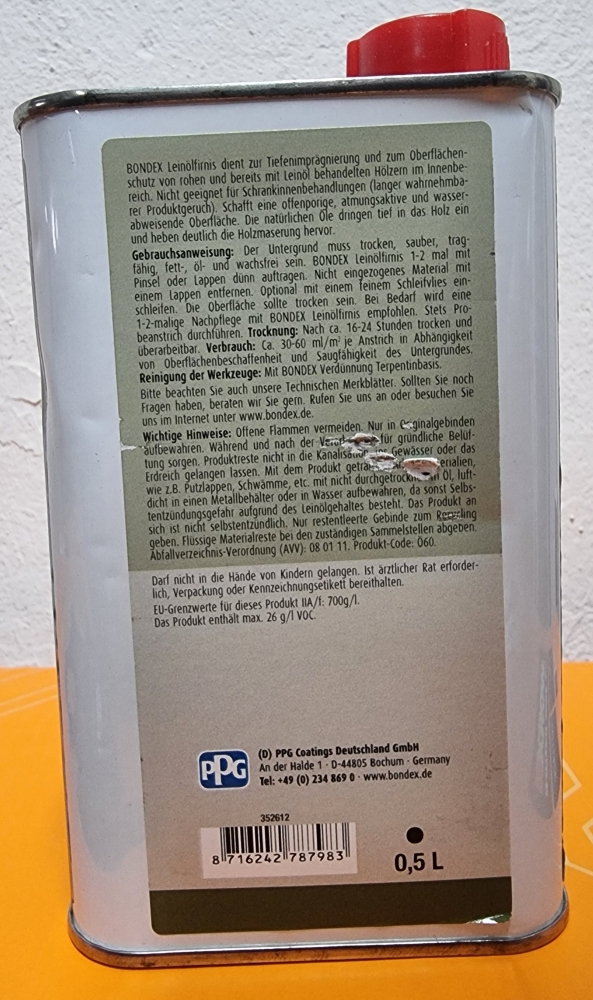 BONDEX Leinölfirnis dient zur Tiefenimprägnierung und zum Oberflächen-
schutz von rohen und bereits mit Leinöl behandelten Hölzern im Innenbe-
reich. Nicht geeignet für Schrankinnenbehandlungen (langer wahrnehmba-
rer Produktgeruch). Schafft eine offenporige, atmungsaktive und wasser-
abweisende Oberfläche. Die natürlichen Öle dringen tief in das Holz ein
und heben deutlich die Holzmaserung hervor.
Gebrauchsanweisung: Der Untergrund muss trocken, sauber, trag-
fähig, fett-, öl- und wachsfrei sein. BONDEX Leinölfirnis 1-2 mal mit
Pinsel oder Lappen dünn auftragen. Nicht eingezogenes Material mit
einem Lappen entfernen. Optional mit einem feinem Schleifvlies ein-
schleifen. Die Oberfläche sollte trocken sein. Bei Bedarf wird eine
1-2-malige Nachpflege mit BONDEX Leinölfirnis empfohlen. Stets Pro-
beanstrich durchführen. Trocknung: Nach ca. 16-24 Stunden trocken und
überarbeitbar. Verbrauch: Ca. 30-60 ml/m² je Anstrich in Abhängigkeit
von Oberflächenbeschaffenheit und Saugfähigkeit des Untergrundes.
Reinigung der Werkzeuge: Mit BONDEX Verdünnung Terpentinbasis.
Bitte beachten Sie auch unsere Technischen Merkblätter. Sollten Sie noch
Fragen haben, beraten wir Sie gern. Rufen Sie uns an oder besuchen Sie
uns im Internet unter www.bondex.de.
Wichtige Hinweise: Offene Flammen vermeiden. Nur in Originalgebinden
aufbewahren. Während und nach der für gründliche Belüf-
tung sorgen. Produktreste nicht in die Kanalisation, Gewässer oder das
Erdreich gelangen lassen. Mit dem Produkt
wie z.B. Putzlappen, Schwämme, etc. mit nicht durchgetrocknetem Öl, luft-
dicht in einem Metallbehälter oder in Wasser aufbewahren, da sonst Selbs-
tentzündungsgefahr aufgrund des Leinölgehaltes besteht. Das Produkt an
sich ist nicht selbstentzündlich. Nur restentleerte Gebinde zum Recycling
geben. Flüssige Materialreste bei den zuständigen Sammelstellen abgeben.
Abfallverzeichnis-Verordnung (AVV): 08 01 11. Produkt-Code: Ö60.
Darf nicht in die Hände von Kindern gelangen. Ist ärztlicher Rat erforder-
lich, Verpackung oder Kennzeichnungsetikett bereithalten.
EU-Grenzwerte für dieses Produkt IIA/f: 700g/l.
Das Produkt enthält max. 26 g/l VOC.
PPG
(D) PPG Coatings Deutschland GmbH
An der Halde 1 · D-44805 Bochum · Germany
Tel: +49 (0) 234 869 0 · www.bondex.de
352612
8 716242 787983
0,5 L